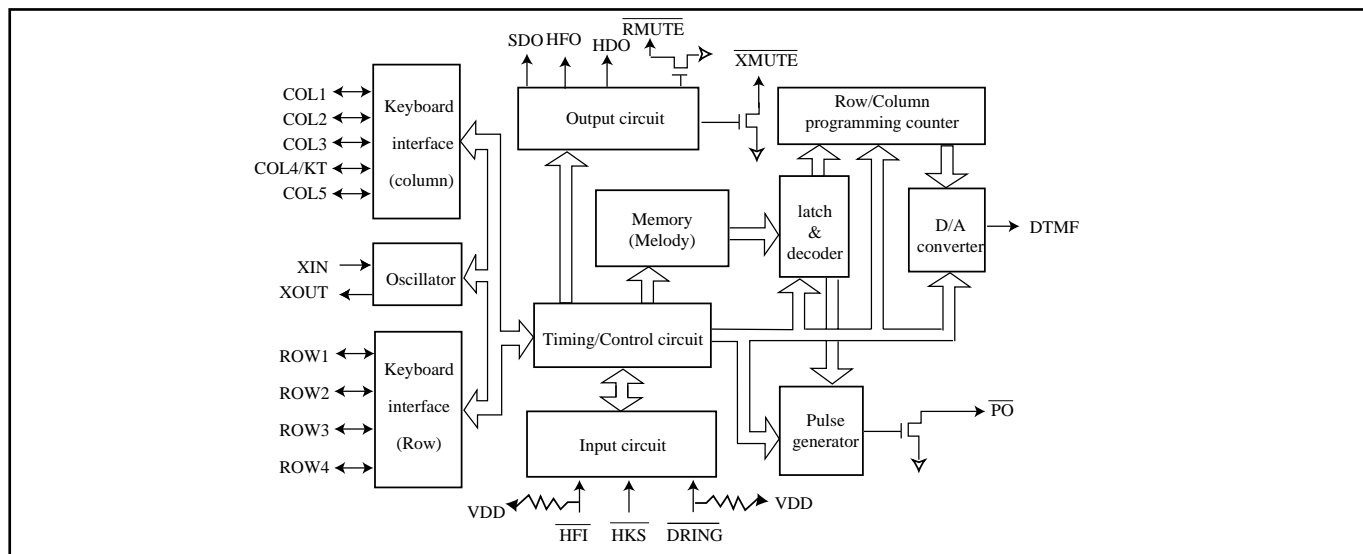 SDO
HFO
HDO
RMUTE
XMUTE
COL1
COL2
COL3
COL4/KT
COL5
Keyboard
interface
(column)
Output circuit
Row/Column
programming counter
Memory
(Melody)
latch
&
decoder
D/A
converter
DTMF
XIN
XOUT
Oscillator
Timing/Control circuit
ROW1
ROW2
ROW3
ROW4
Keyboard
interface
(Row)
Input circuit
Pulse
generator
PO
VDD
VDD
HFI
HKS
DRING